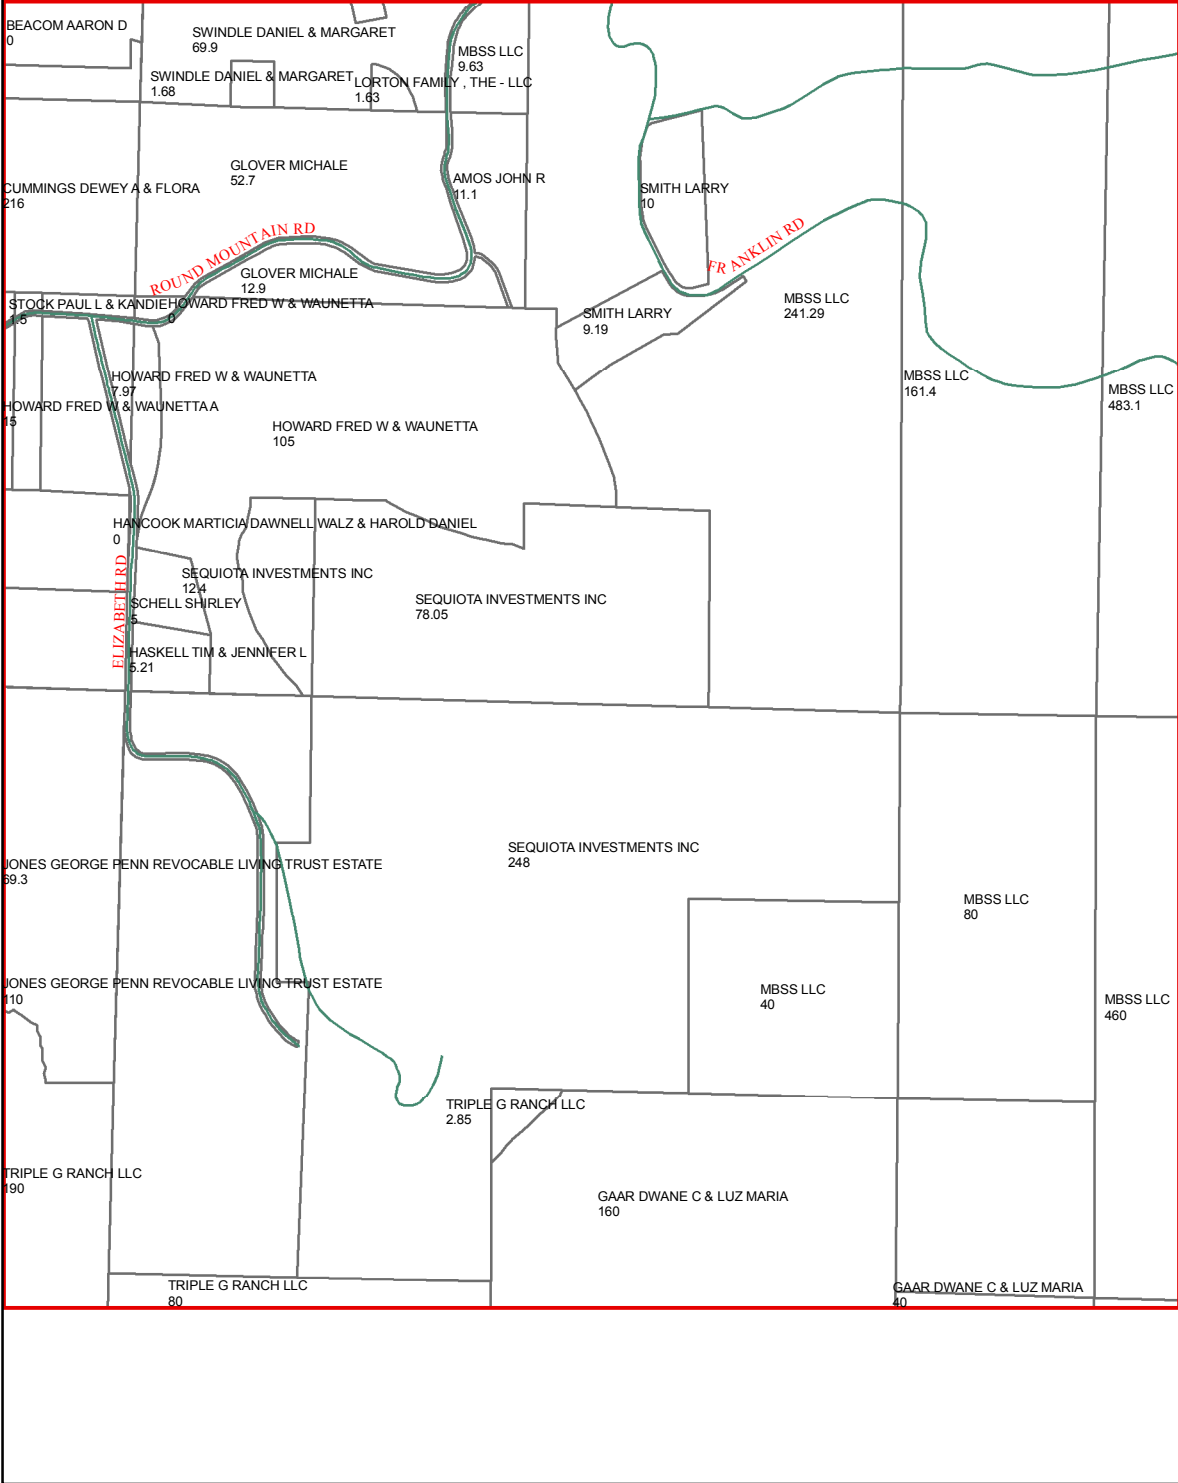 BEACOM AARON D
0
SWINDLE DANIEL & MARGARET
69.9
MBSS LLC
9.63
SWINDLE DANIEL & MARGARET
1.68
LORTON FAMILY , THE - LLC
1.63
GLOVER MICHALE
52.7
AMOS JOHN R
11.1
CUMMINGS DEWEY A & FLORA
216
SMITH LARRY
10
ROUND MOUNTAIN RD
FRANKLIN RD
GLOVER MICHALE
12.9
STOCK PAUL L & KANDIE
1.5
HOWARD FRED W & WAUNETTA
0
SMITH LARRY
9.19
MBSS LLC
241.29
HOWARD FRED W & WAUNETTA
7.97
MBSS LLC
161.4
MBSS LLC
483.1
HOWARD FRED W & WAUNETTA A
15
HOWARD FRED W & WAUNETTA
105
HANCOOK MARTICIA DAWNELL WALZ & HAROLD DANIEL
0
ELIZABETH RD
SEQUIOTA INVESTMENTS INC
12.4
SCHELL SHIRLEY
5
SEQUIOTA INVESTMENTS INC
78.05
HASKELL TIM & JENNIFER L
5.21
SEQUIOTA INVESTMENTS INC
248
JONES GEORGE PENN REVOCABLE LIVING TRUST ESTATE
69.3
MBSS LLC
80
JONES GEORGE PENN REVOCABLE LIVING TRUST ESTATE
110
MBSS LLC
40
MBSS LLC
460
TRIPLE G RANCH LLC
2.85
TRIPLE G RANCH LLC
190
GAAR DWANE C & LUZ MARIA
160
TRIPLE G RANCH LLC
80
GAAR DWANE C & LUZ MARIA
40